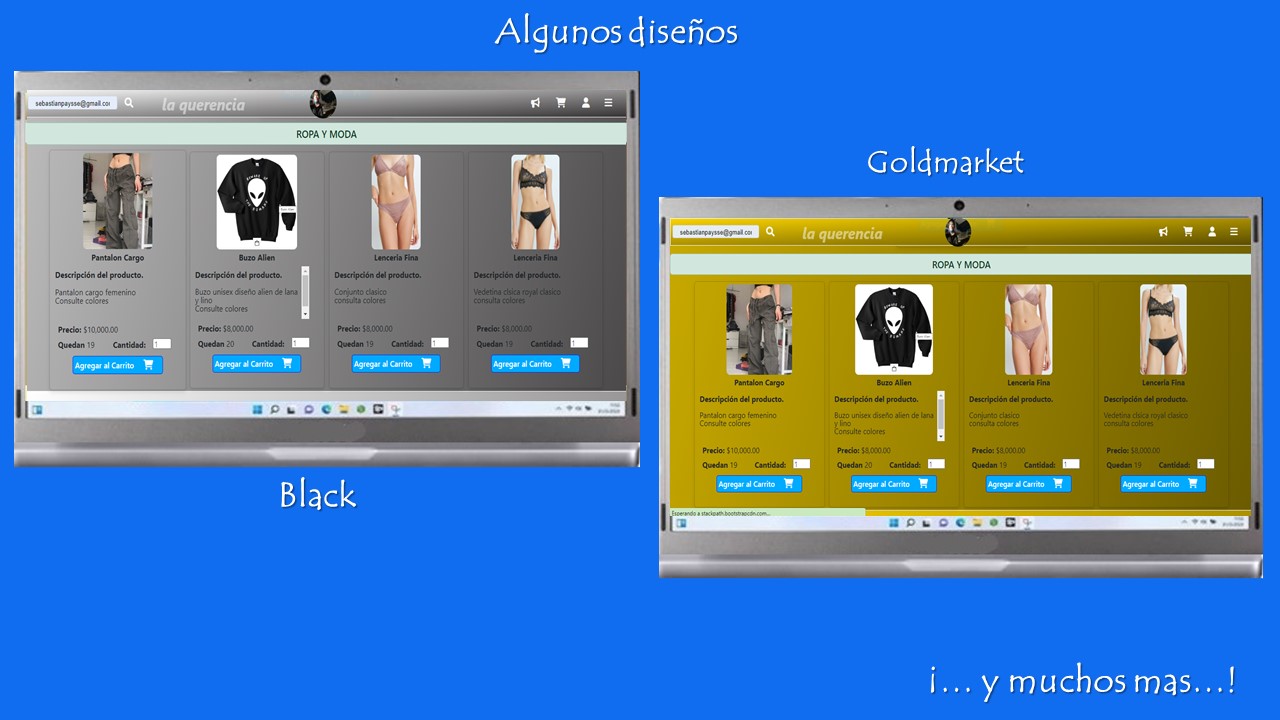 Algunos diseños
sebastianpaysse@gmail.co
la querencia
ROPA Y MODA
Pantalon Cargo
Descripción del producto.
Pantalon cargo femenino
Consulte colores
Precio: $10,000.00
Quedan 19 Cantidad: 1
Agregar al Carrito
Buzo Alien
Descripción del producto.
Buzo unisex diseño alien de lana
y lino
Consulte colores
Precio: $8,000.00
Quedan 20 Cantidad: 1
Agregar al Carrito
Lenceria Fina
Descripción del producto.
Conjunto clasico
consulta colores
Precio: $8,000.00
Quedan 19 Cantidad: 1
Agregar al Carrito
Lenceria Fina
Descripción del producto.
Vedetina clsica royal clasico
consulta colores
Precio: $8,000.00
Quedan 19 Cantidad: 1
Agregar al Carrito
Black
Goldmarket
sebastianpaysse@gmail.co
la querencia
ROPA Y MODA
Pantalon Cargo
Descripción del producto.
Pantalon cargo femenino
Consulte colores
Precio: $10,000.00
Quedan 19 Cantidad: 1
Agregar al Carrito
Buzo Alien
Descripción del producto.
Buzo unisex diseño alien de lana
y lino
Consulte colores
Precio: $8,000.00
Quedan 20 Cantidad: 1
Agregar al Carrito
Lenceria Fina
Descripción del producto.
Conjunto clasico
consulta colores
Precio: $8,000.00
Quedan 19 Cantidad: 1
Agregar al Carrito
Lenceria Fina
Descripción del producto.
Vedetina clsica royal clasico
consulta colores
Precio: $8,000.00
Quedan 19 Cantidad: 1
Agregar al Carrito
Esperando a stackpath.bootstrapcdn.com...
¡... y muchos mas...!